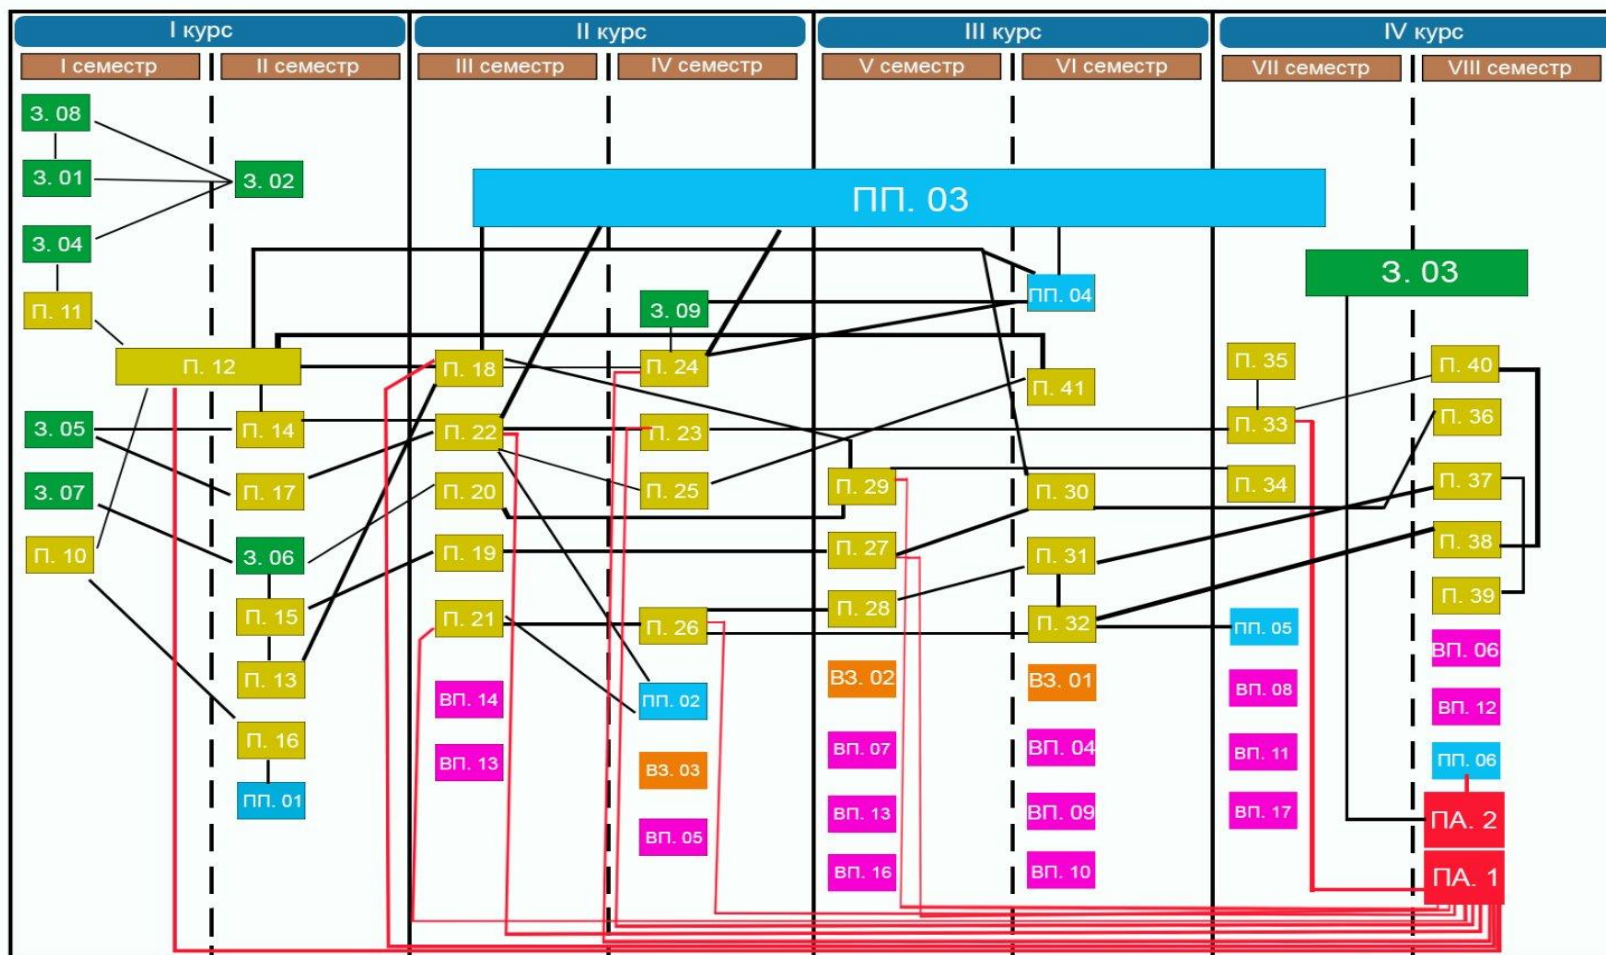 I курс
II курс
III курс
IV курс
I семестр
II семестр
III семестр
IV семестр
V семестр
VI семестр
VII семестр
VIII семестр
З. 08
З. 01
З. 02
ПП. 03
З. 04
З. 03
П. 11
З. 09
ПП. 04
П. 12
П. 18
П. 24
П. 41
П. 35
П. 40
З. 05
П. 14
П. 22
П. 23
П. 33
П. 36
З. 07
П. 17
П. 20
П. 25
П. 29
П. 30
П. 34
П. 37
П. 10
З. 06
П. 19
П. 27
П. 31
П. 38
П. 15
П. 21
П. 26
П. 28
П. 32
ПП. 05
П. 39
П. 13
ВП. 14
ПП. 02
ВЗ. 02
ВЗ. 01
ВП. 08
ВП. 06
П. 16
ВП. 13
ВЗ. 03
ВП. 07
ВП. 04
ВП. 11
ВП. 12
ПП. 06
ПП. 01
ВП. 05
ВП. 13
ВП. 09
ВП. 17
ПА. 2
ВП. 16
ВП. 10
ПА. 1